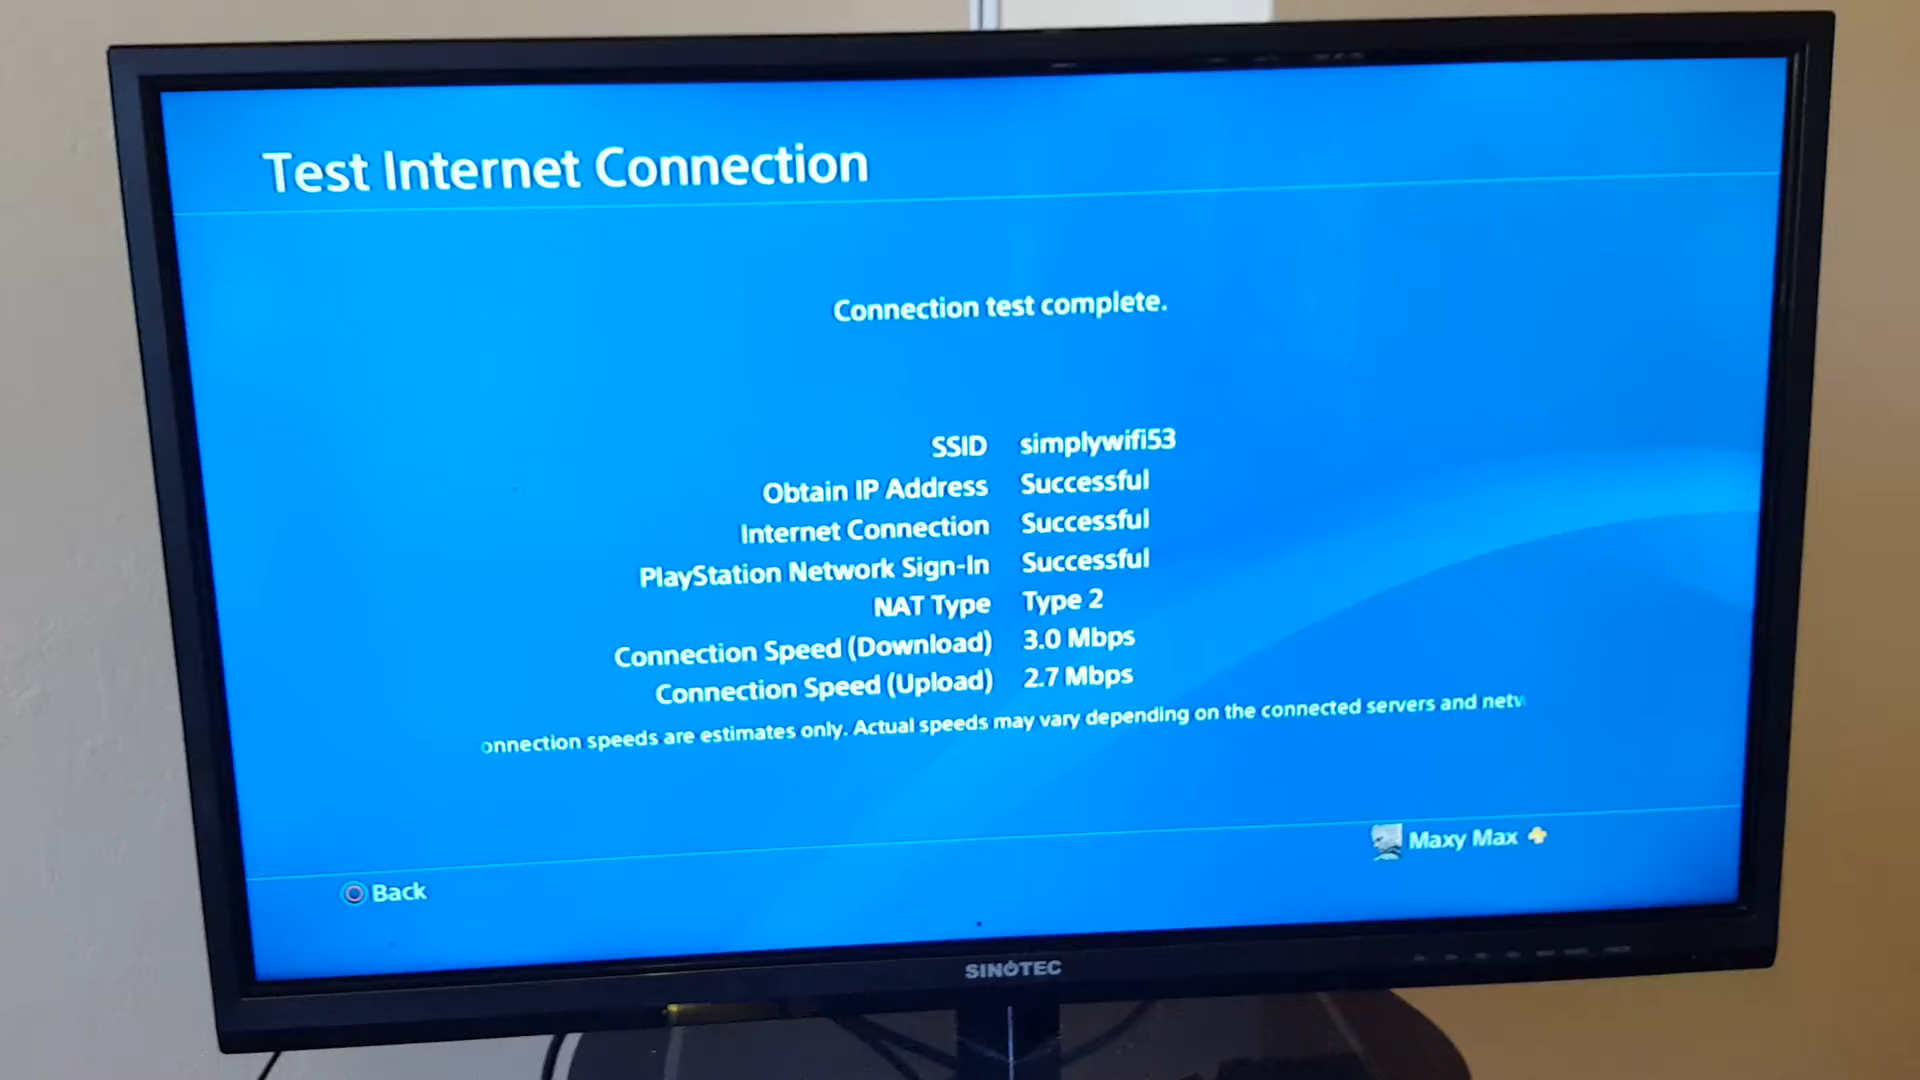 Test Internet Connection
Connection test complete.
SSID simplywifi53
Obtain IP Address Successful
Internet Connection Successful
PlayStation Network Sign-In Successful
NAT Type Type 2
Connection Speed (Download) 3.0 Mbps
Connection Speed (Upload) 2.7 Mbps
onnection speeds are estimates only. Actual speeds may vary depending on the connected servers and netw
Maxy Max
Back
SINOTEC